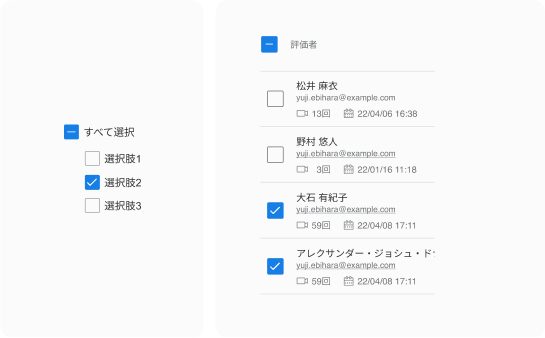 すべて選択
選択肢1
選択肢2
選択肢3
評価者
松井 麻衣
yuji.ebihara@example.com
13回 22/04/06 16:38
野村 悠人
yuji.ebihara@example.com
3回 22/01/16 11:18
大石 有紀子
yuji.ebihara@example.com
59回 22/04/08 17:11
アレクサンダー・ジョシュ・ド
yuji.ebihara@example.com
59回 22/04/08 17:11